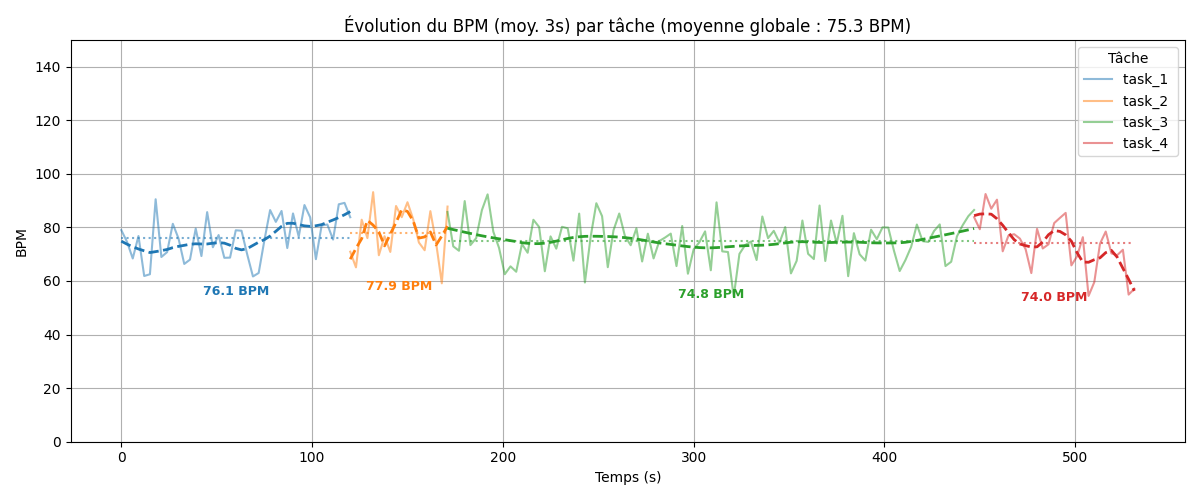 Évolution du BPM (moy. 3s) par tâche (moyenne globale : 75.3 BPM)
BPM
140
120
100
80
60
40
20
0
Tâche
task_1
task_2
task_3
task_4
76.1 BPM
77.9 BPM
74.8 BPM
74.0 BPM
0
100
200
300
400
500
Temps (s)